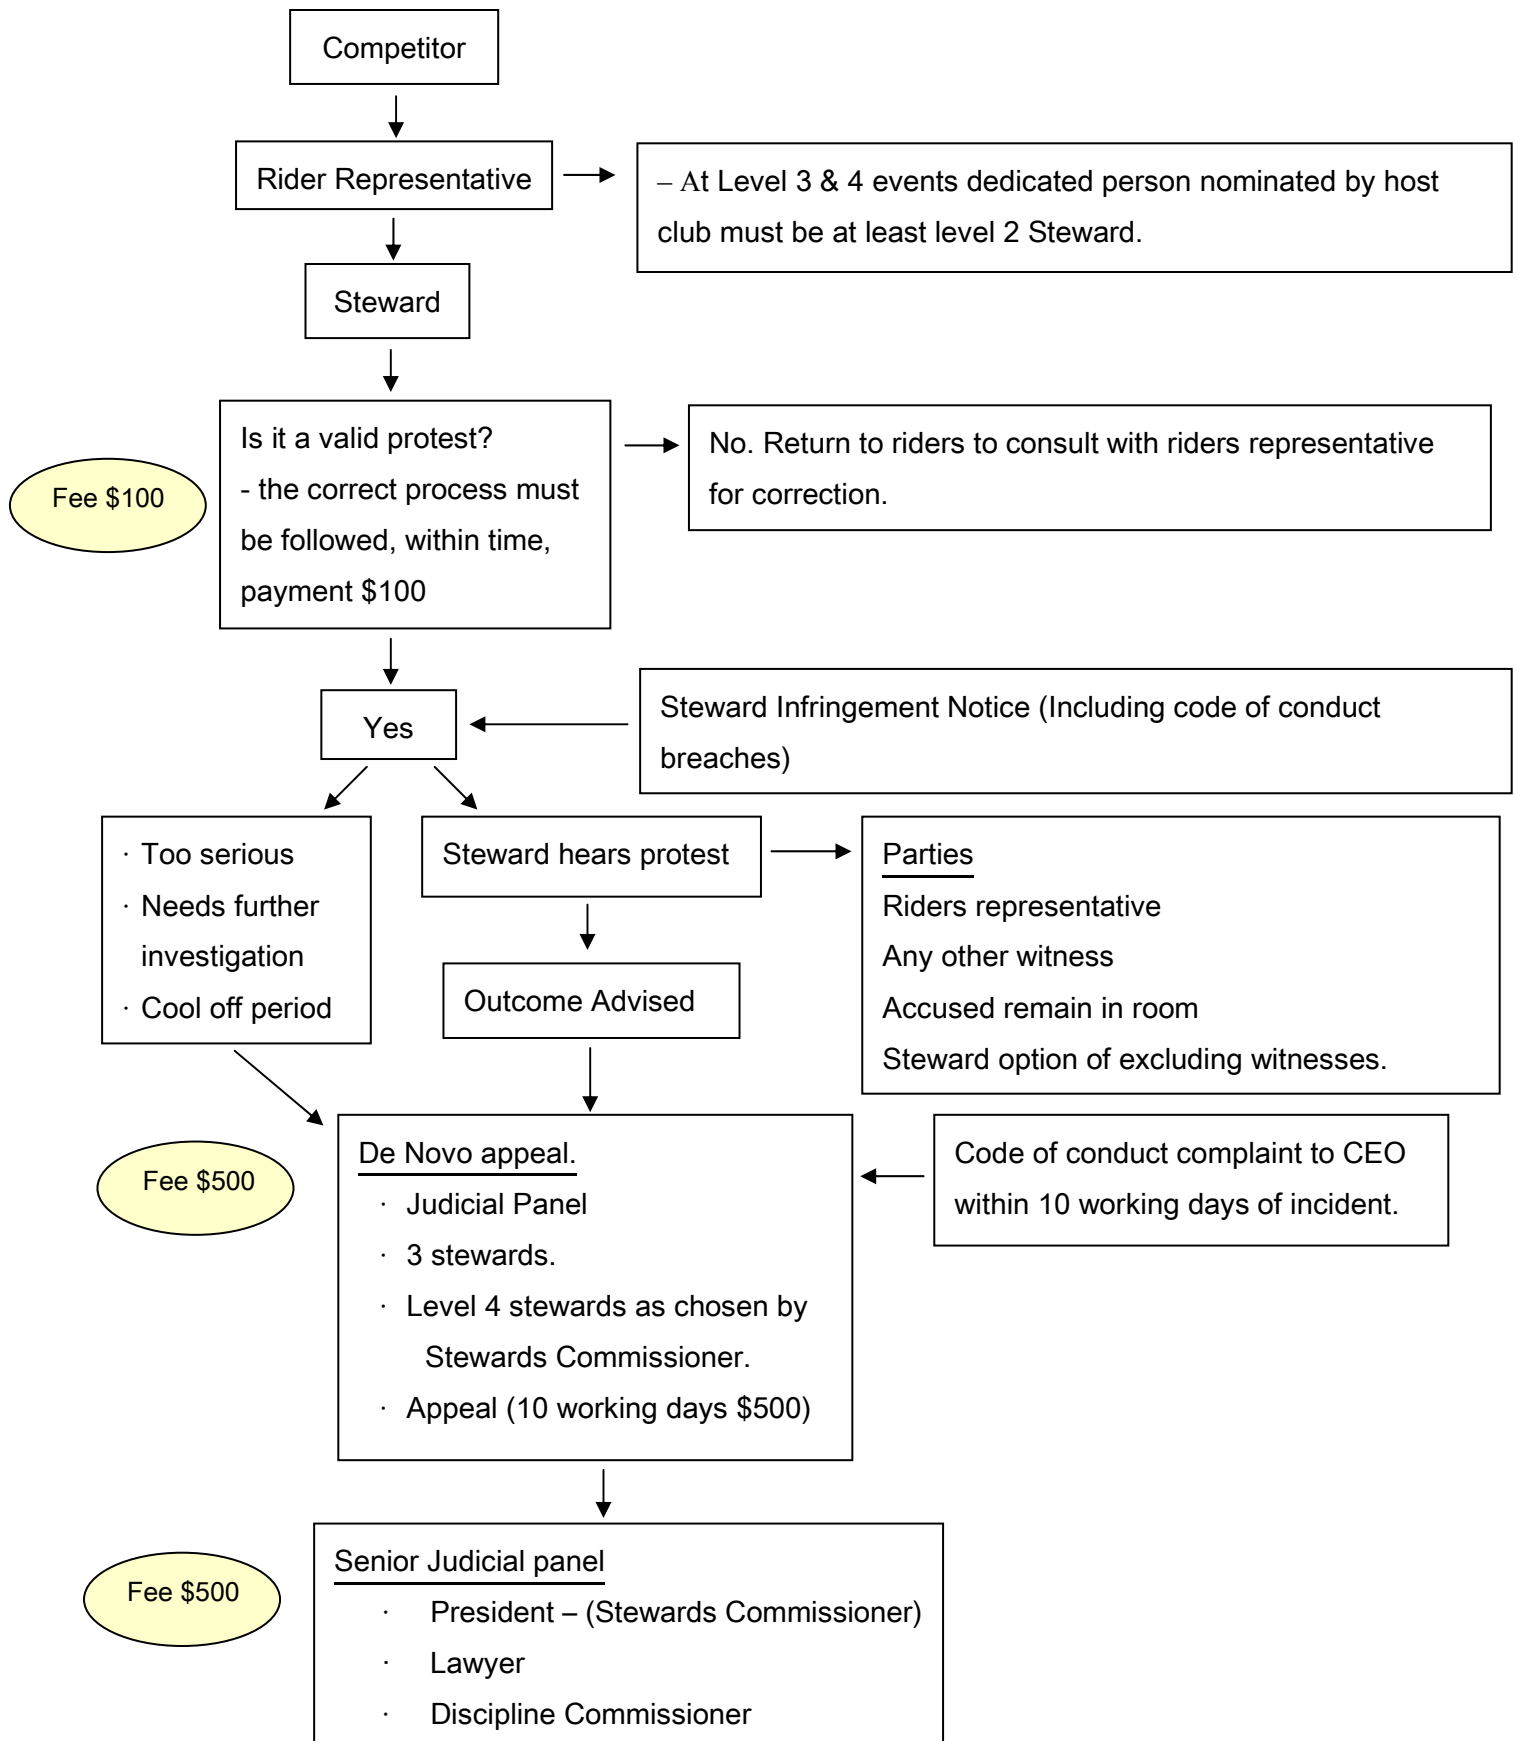 Competitor
Rider Representative
– At Level 3 & 4 events dedicated person nominated by host
club must be at least level 2 Steward.
Steward
Is it a valid protest?
- the correct process must
be followed, within time,
payment $100
Fee $100
No. Return to riders to consult with riders representative
for correction.
Yes
Steward Infringement Notice (Including code of conduct
breaches)
· Too serious
· Needs further
investigation
· Cool off period
Steward hears protest
Parties
Riders representative
Any other witness
Accused remain in room
Steward option of excluding witnesses.
Outcome Advised
Fee $500
De Novo appeal.
· Judicial Panel
· 3 stewards.
· Level 4 stewards as chosen by
Stewards Commissioner.
· Appeal (10 working days $500)
Code of conduct complaint to CEO
within 10 working days of incident.
Fee $500
Senior Judicial panel
· President – (Stewards Commissioner)
· Lawyer
· Discipline Commissioner